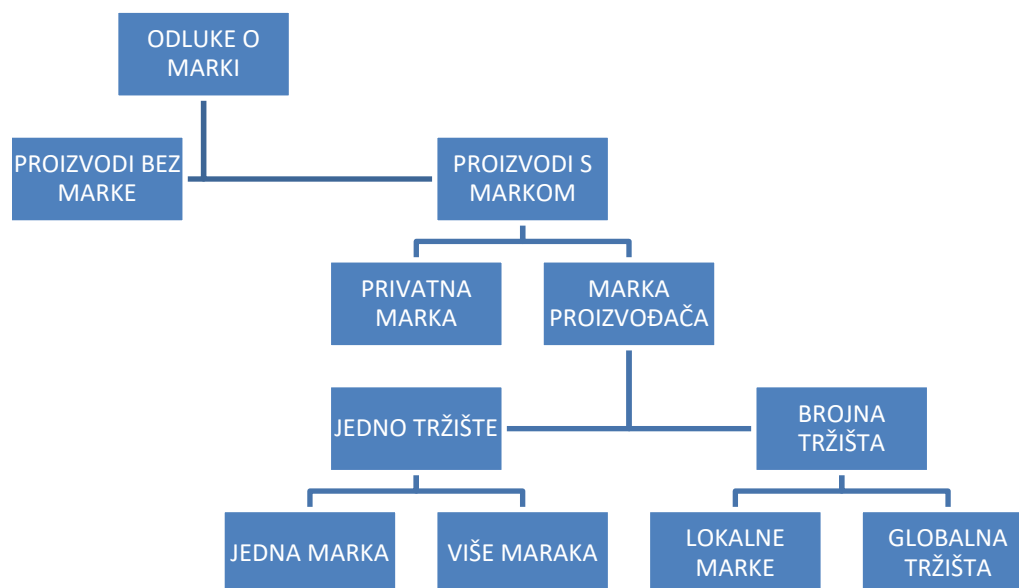 ODLUKE O
MARKI
PROIZVODI BEZ
MARKE
PROIZVODI S
MARKOM
PRIVATNA
MARKA
MARKA
PROIZVOĐAČA
JEDNO TRŽIŠTE
BROJNA
TRŽIŠTA
JEDNA MARKA
VIŠE MARAKA
LOKALNE
MARKE
GLOBALNA
TRŽIŠTA